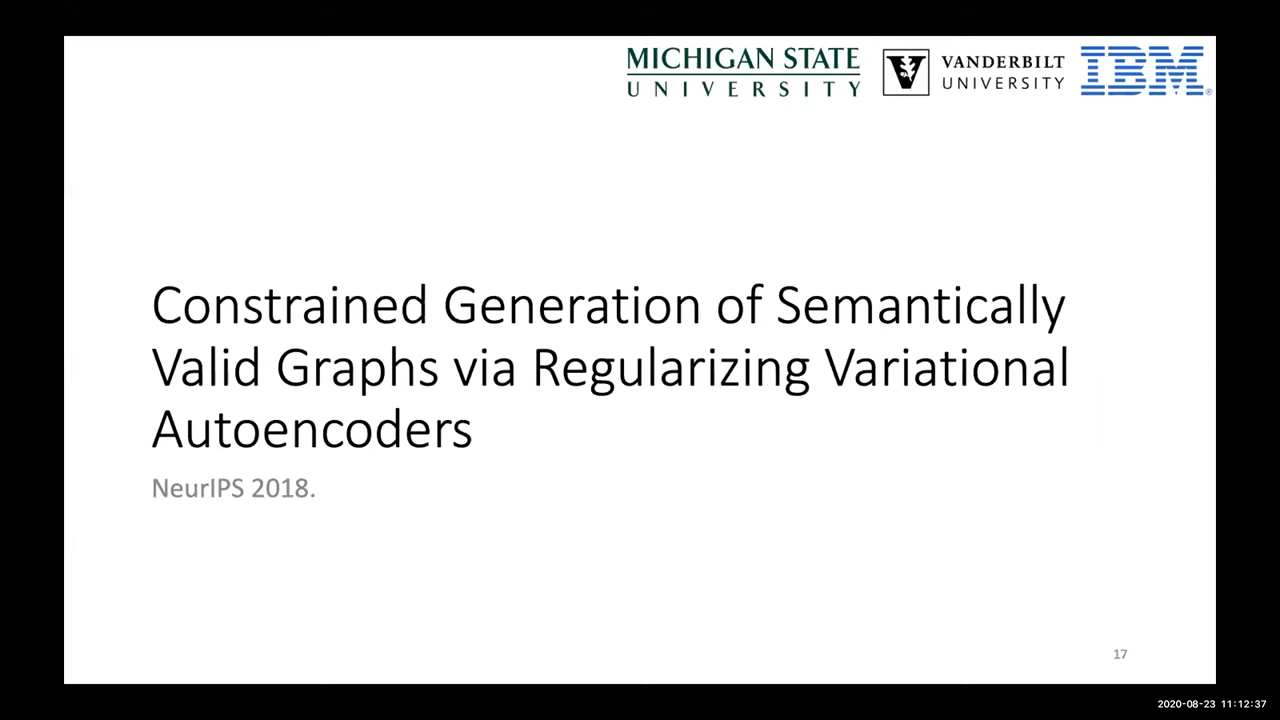 MICHIGAN STATE
UNIVERSITY
VANDERBILT
UNIVERSITY
IBM®
Constrained Generation of Semantically
Valid Graphs via Regularizing Variational
Autoencoders
NeurIPS 2018.
17
2020-08-23 11:12:37